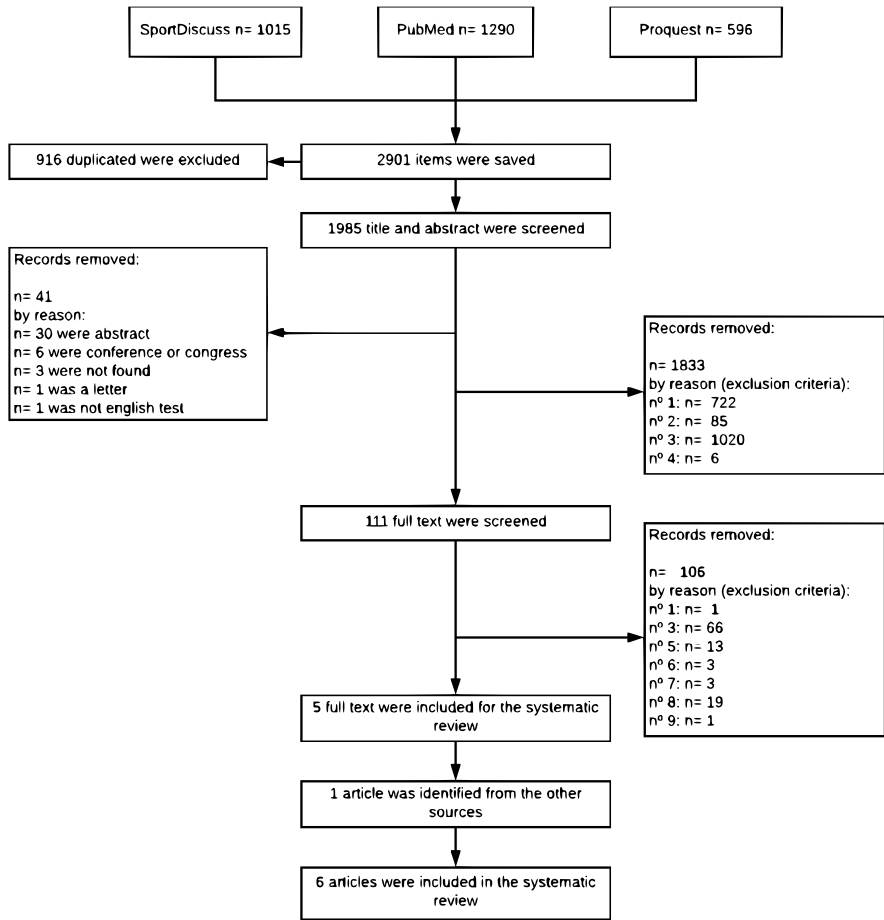 SportDiscuss n= 1015
PubMed n= 1290
Proquest n= 596
916 duplicated were excluded
2901 items were saved
1985 title and abstract were screened
Records removed:
n= 41
by reason:
n= 30 were abstract
n= 6 were conference or congress
n= 3 were not found
n= 1 was a letter
n= 1 was not english test
Records removed:
n= 1833
by reason (exclusion criteria):
nº 1: n= 722
nº 2: n= 85
nº 3: n= 1020
nº 4: n= 6
111 full text were screened
Records removed:
n= 106
by reason (exclusion criteria):
nº 1: n= 1
nº 3: n= 66
nº 5: n= 13
nº 6: n= 3
nº 7: n= 3
nº 8: n= 19
nº 9: n= 1
5 full text were included for the systematic
review
1 article was identified from the other
sources
6 articles were included in the systematic
review